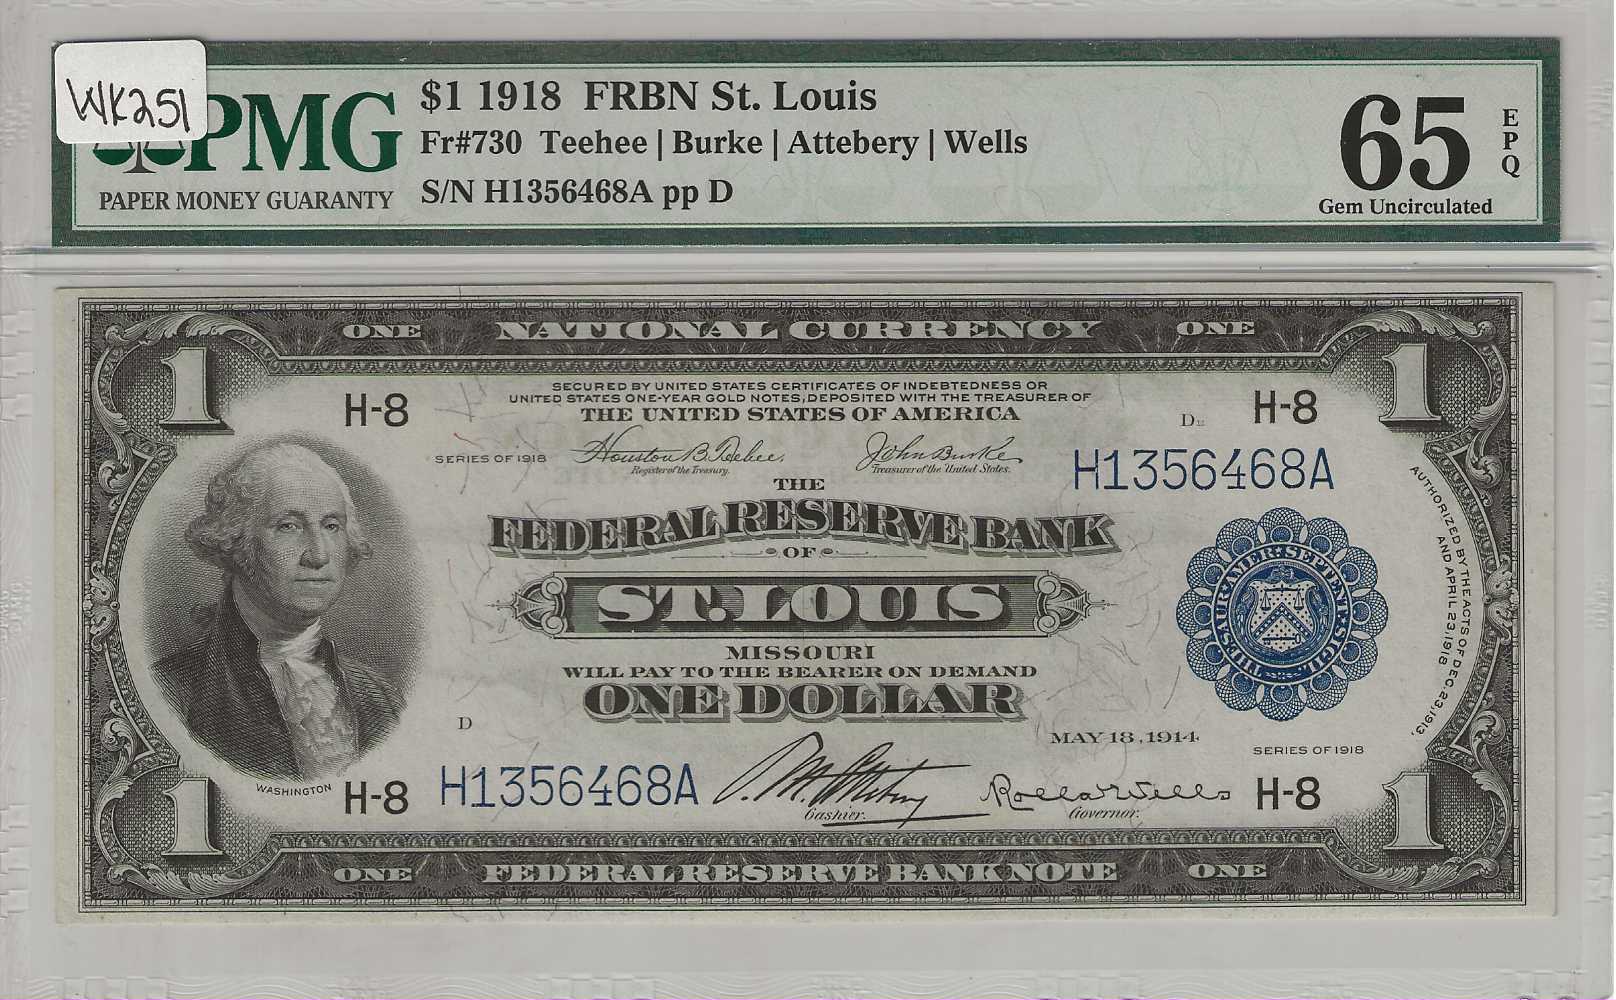 WK251
PMG
PAPER MONEY GUARANTY
$1 1918 FRBN St. Louis
Fr#730 Teehee | Burke | Attebery | Wells
S/N H1356468A pp D
65 EPQ
Gem Uncirculated
1 ONE NATIONAL CURRENCY ONE 1
SECURED BY UNITED STATES CERTIFICATES OF INDEBTEDNESS OR
UNITED STATES ONE-YEAR GOLD NOTES, DEPOSITED WITH THE TREASURER OF
THE UNITED STATES OF AMERICA
H-8 D H-8
SERIES OF 1918 Houston B. Teehee. John Burke
Register of the Treasury. Treasurer of the United States.
H1356468A
THE
FEDERAL RESERVE BANK
OF
ST. LOUIS
MISSOURI
WILL PAY TO THE BEARER ON DEMAND
ONE DOLLAR
THESAUR. AMER. SEPTENT. SIGIL.
AUTHORIZED BY THE ACTS OF DEC. 23, 1913,
AND APRIL 23, 1918
D
MAY 18, 1914
SERIES OF 1918
WASHINGTON
H-8 H1356468A Rolla Wells H-8
Cashier. Governor.
1 ONE FEDERAL RESERVE BANK NOTE ONE 1